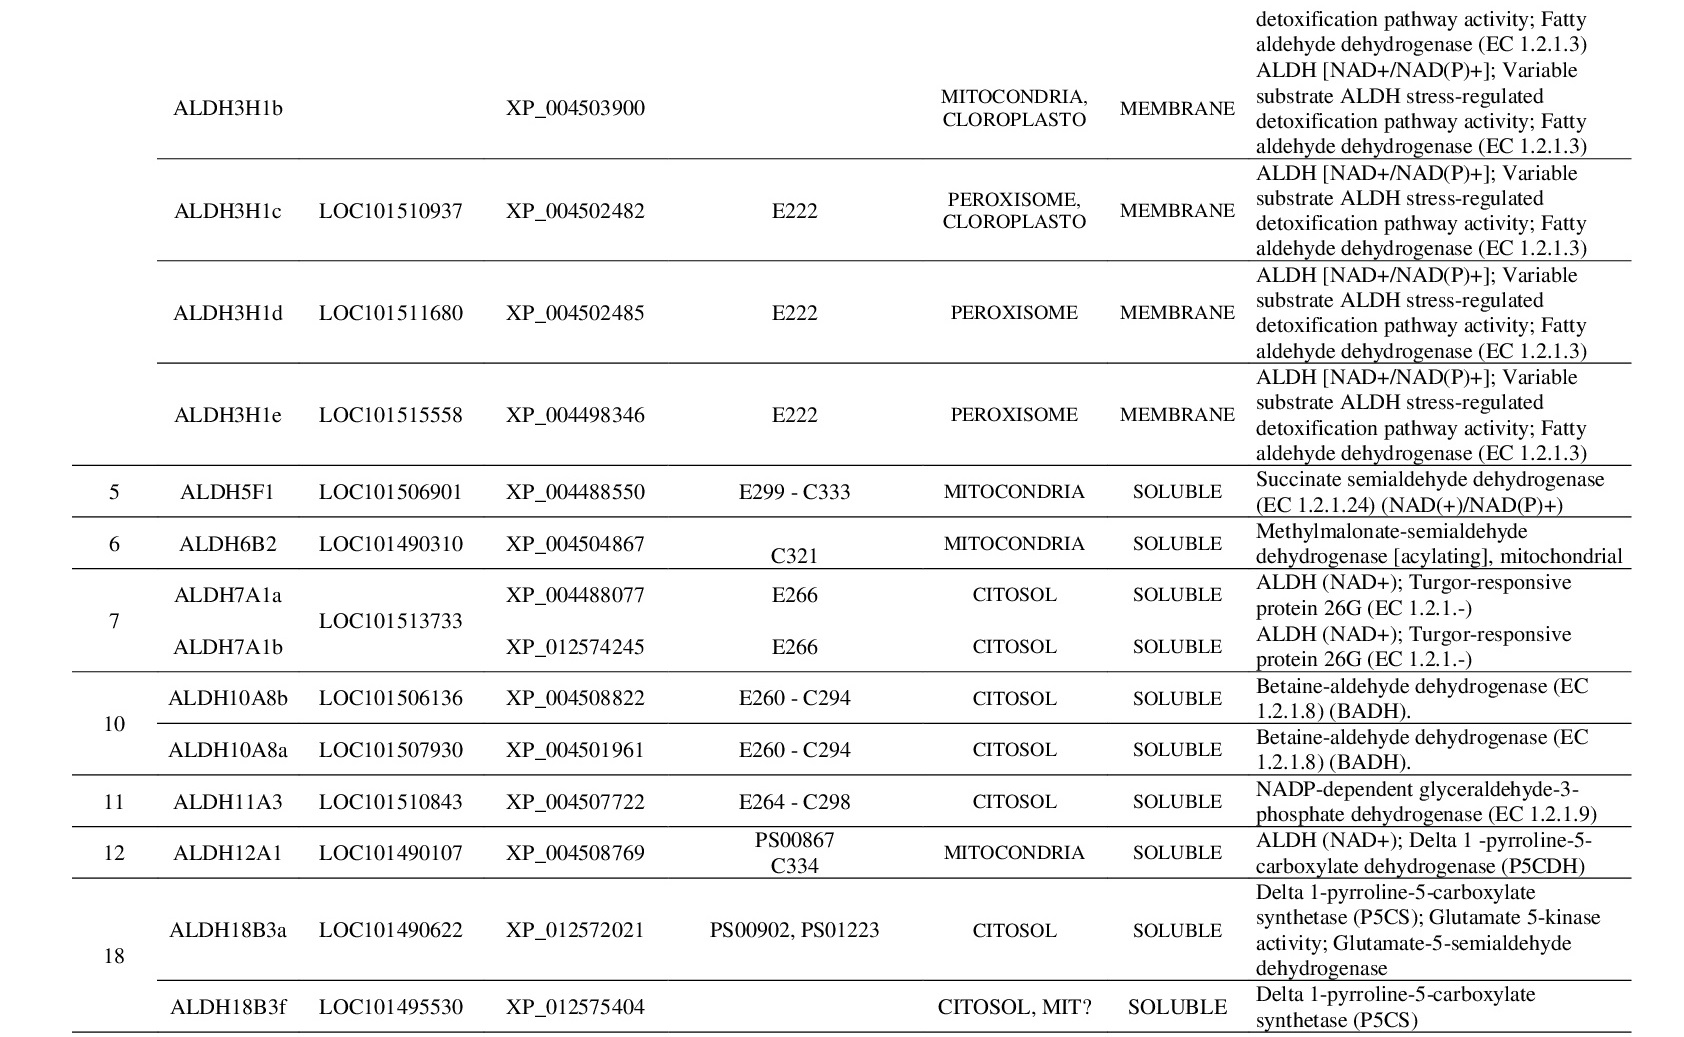 detoxification pathway activity; Fatty
aldehyde dehydrogenase (EC 1.2.1.3)
ALDH3H1b XP_004503900 MITOCONDRIA, CLOROPLASTO MEMBRANE ALDH [NAD+/NAD(P)+]; Variable
substrate ALDH stress-regulated
detoxification pathway activity; Fatty
aldehyde dehydrogenase (EC 1.2.1.3)
ALDH3H1c LOC101510937 XP_004502482 E222 PEROXISOME, CLOROPLASTO MEMBRANE ALDH [NAD+/NAD(P)+]; Variable
substrate ALDH stress-regulated
detoxification pathway activity; Fatty
aldehyde dehydrogenase (EC 1.2.1.3)
ALDH3H1d LOC101511680 XP_004502485 E222 PEROXISOME MEMBRANE ALDH [NAD+/NAD(P)+]; Variable
substrate ALDH stress-regulated
detoxification pathway activity; Fatty
aldehyde dehydrogenase (EC 1.2.1.3)
ALDH3H1e LOC101515558 XP_004498346 E222 PEROXISOME MEMBRANE ALDH [NAD+/NAD(P)+]; Variable
substrate ALDH stress-regulated
detoxification pathway activity; Fatty
aldehyde dehydrogenase (EC 1.2.1.3)
5 ALDH5F1 LOC101506901 XP_004488550 E299 - C333 MITOCONDRIA SOLUBLE Succinate semialdehyde dehydrogenase
(EC 1.2.1.24) (NAD(+)/NAD(P)+)
6 ALDH6B2 LOC101490310 XP_004504867 C321 MITOCONDRIA SOLUBLE Methylmalonate-semialdehyde
dehydrogenase [acylating], mitochondrial
7 ALDH7A1a LOC101513733 XP_004488077 E266 CITOSOL SOLUBLE ALDH (NAD+); Turgor-responsive
protein 26G (EC 1.2.1.-)
ALDH7A1b XP_012574245 E266 CITOSOL SOLUBLE ALDH (NAD+); Turgor-responsive
protein 26G (EC 1.2.1.-)
10 ALDH10A8b LOC101506136 XP_004508822 E260 - C294 CITOSOL SOLUBLE Betaine-aldehyde dehydrogenase (EC
1.2.1.8) (BADH).
ALDH10A8a LOC101507930 XP_004501961 E260 - C294 CITOSOL SOLUBLE Betaine-aldehyde dehydrogenase (EC
1.2.1.8) (BADH).
11 ALDH11A3 LOC101510843 XP_004507722 E264 - C298 CITOSOL SOLUBLE NADP-dependent glyceraldehyde-3-
phosphate dehydrogenase (EC 1.2.1.9)
12 ALDH12A1 LOC101490107 XP_004508769 PS00867 C334 MITOCONDRIA SOLUBLE ALDH (NAD+); Delta 1 -pyrroline-5-
carboxylate dehydrogenase (P5CDH)
18 ALDH18B3a LOC101490622 XP_012572021 PS00902, PS01223 CITOSOL SOLUBLE Delta 1-pyrroline-5-carboxylate
synthetase (P5CS); Glutamate 5-kinase
activity; Glutamate-5-semialdehyde
dehydrogenase
ALDH18B3f LOC101495530 XP_012575404 CITOSOL, MIT? SOLUBLE Delta 1-pyrroline-5-carboxylate
synthetase (P5CS)